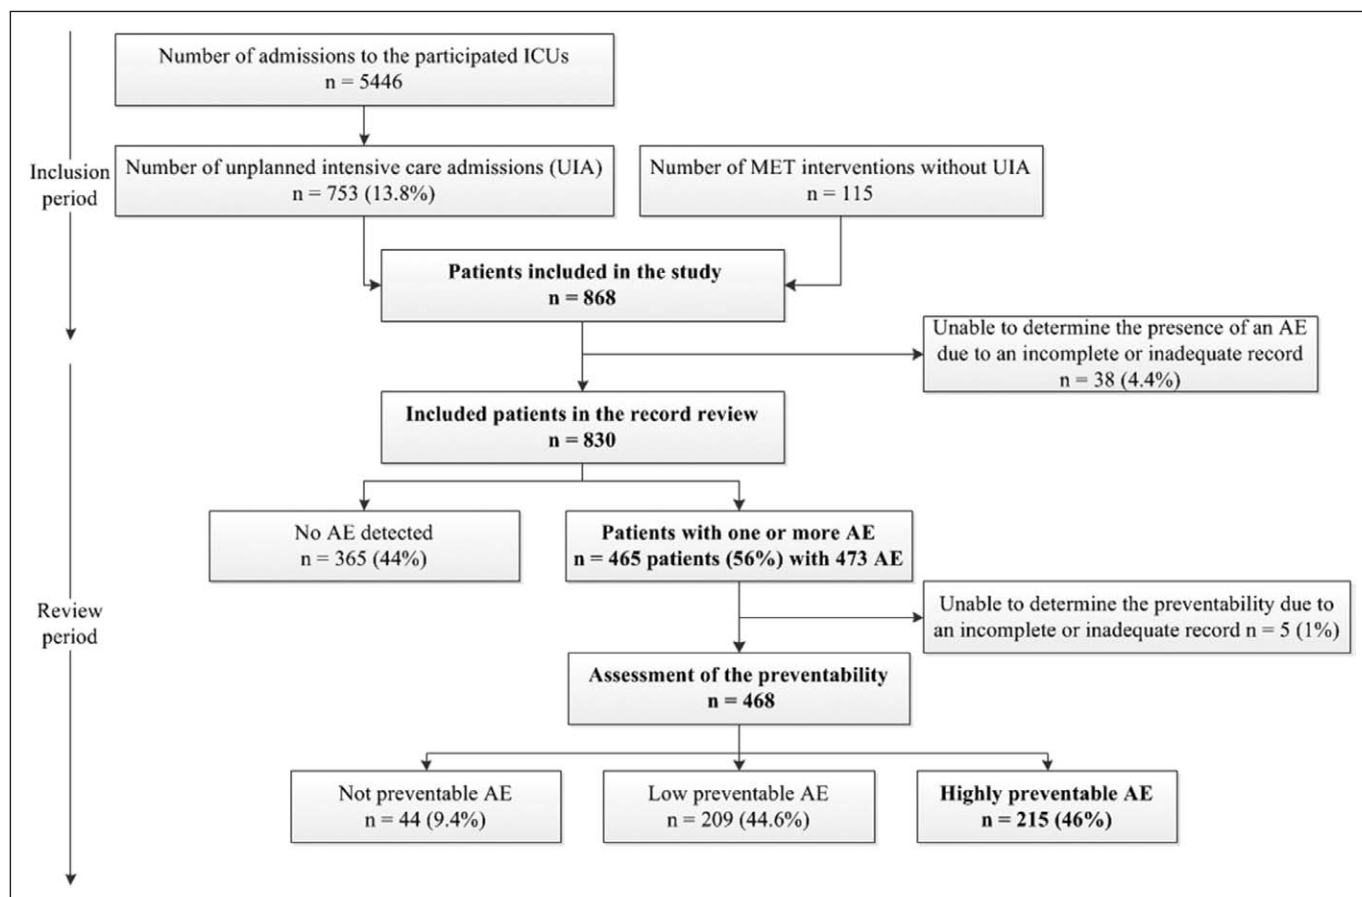 Number of admissions to the participated ICUs
n = 5446
Inclusion
period
Number of unplanned intensive care admissions (UIA)
n = 753 (13.8%)
Number of MET interventions without UIA
n = 115
Patients included in the study
n = 868
Unable to determine the presence of an AE
due to an incomplete or inadequate record
n = 38 (4.4%)
Included patients in the record review
n = 830
No AE detected
n = 365 (44%)
Patients with one or more AE
n = 465 patients (56%) with 473 AE
Review
period
Unable to determine the preventability due to
an incomplete or inadequate record n = 5 (1%)
Assessment of the preventability
n = 468
Not preventable AE
n = 44 (9.4%)
Low preventable AE
n = 209 (44.6%)
Highly preventable AE
n = 215 (46%)